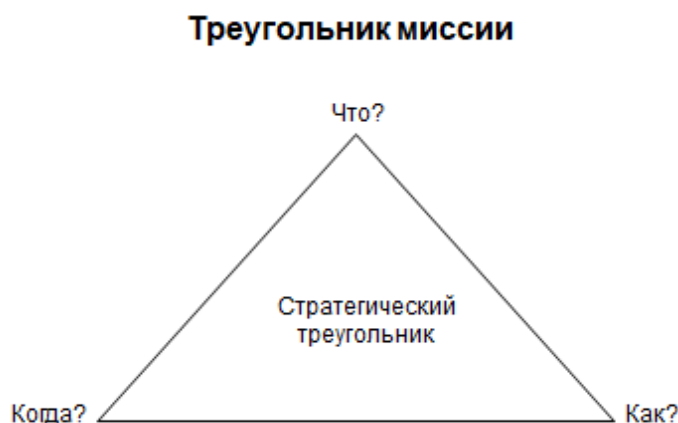 Треугольник миссии
Что?
Стратегический
треугольник
Когда?
Как?